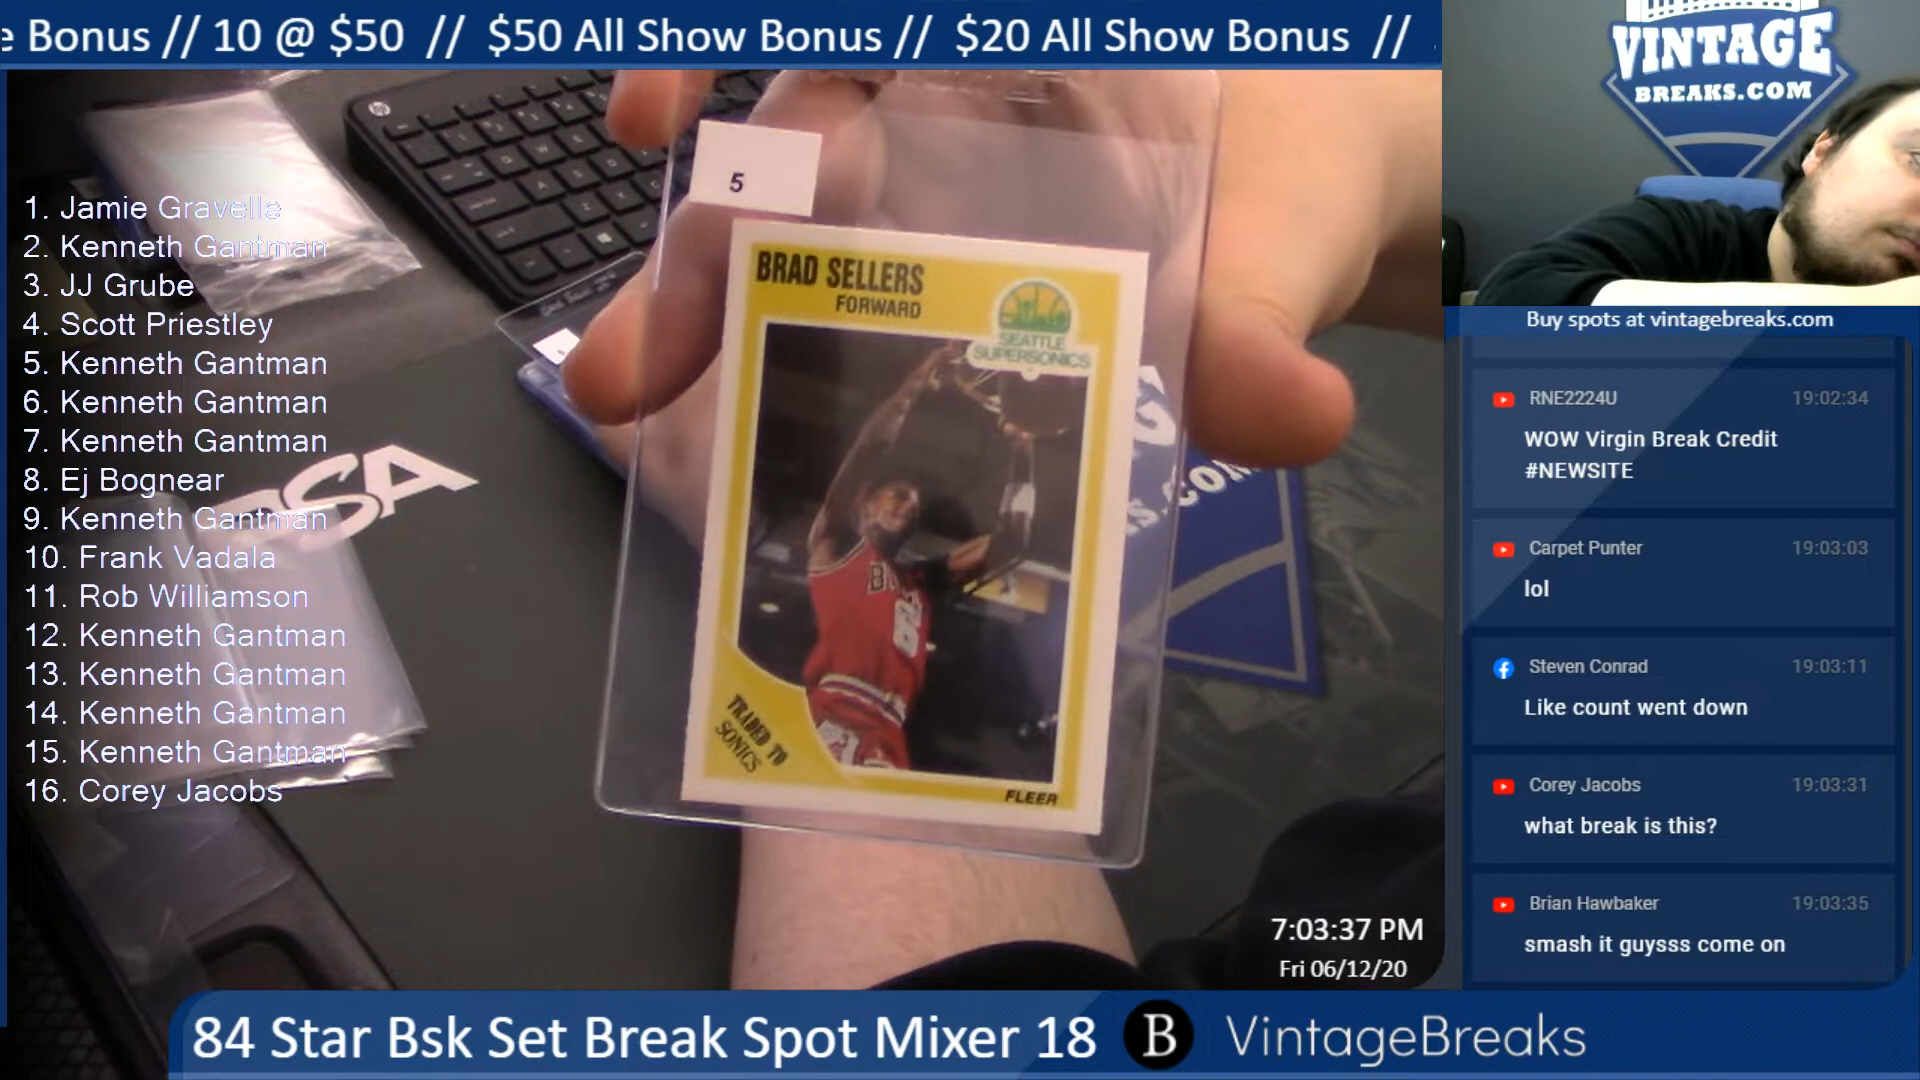 e Bonus // 10 @ $50 // $50 All Show Bonus // $20 All Show Bonus //
VINTAGE
BREAKS.COM
1. Jamie Gravelle
2. Kenneth Gantman
3. JJ Grube
4. Scott Priestley
5. Kenneth Gantman
6. Kenneth Gantman
7. Kenneth Gantman
8. Ej Bognear
9. Kenneth Gantman
10. Frank Vadala
11. Rob Williamson
12. Kenneth Gantman
13. Kenneth Gantman
14. Kenneth Gantman
15. Kenneth Gantman
16. Corey Jacobs
hp
PSA
5
BRAD SELLERS
FORWARD
SEATTLE
SUPERSONICS
6
TRADED TO
SONICS
FLEER
S.COM
7:03:37 PM
Fri 06/12/20
Buy spots at vintagebreaks.com
RNE2224U 19:02:34
WOW Virgin Break Credit
#NEWSITE
Carpet Punter 19:03:03
lol
Steven Conrad 19:03:11
Like count went down
Corey Jacobs 19:03:31
what break is this?
Brian Hawbaker 19:03:35
smash it guysss come on
84 Star Bsk Set Break Spot Mixer 18
B VintageBreaks